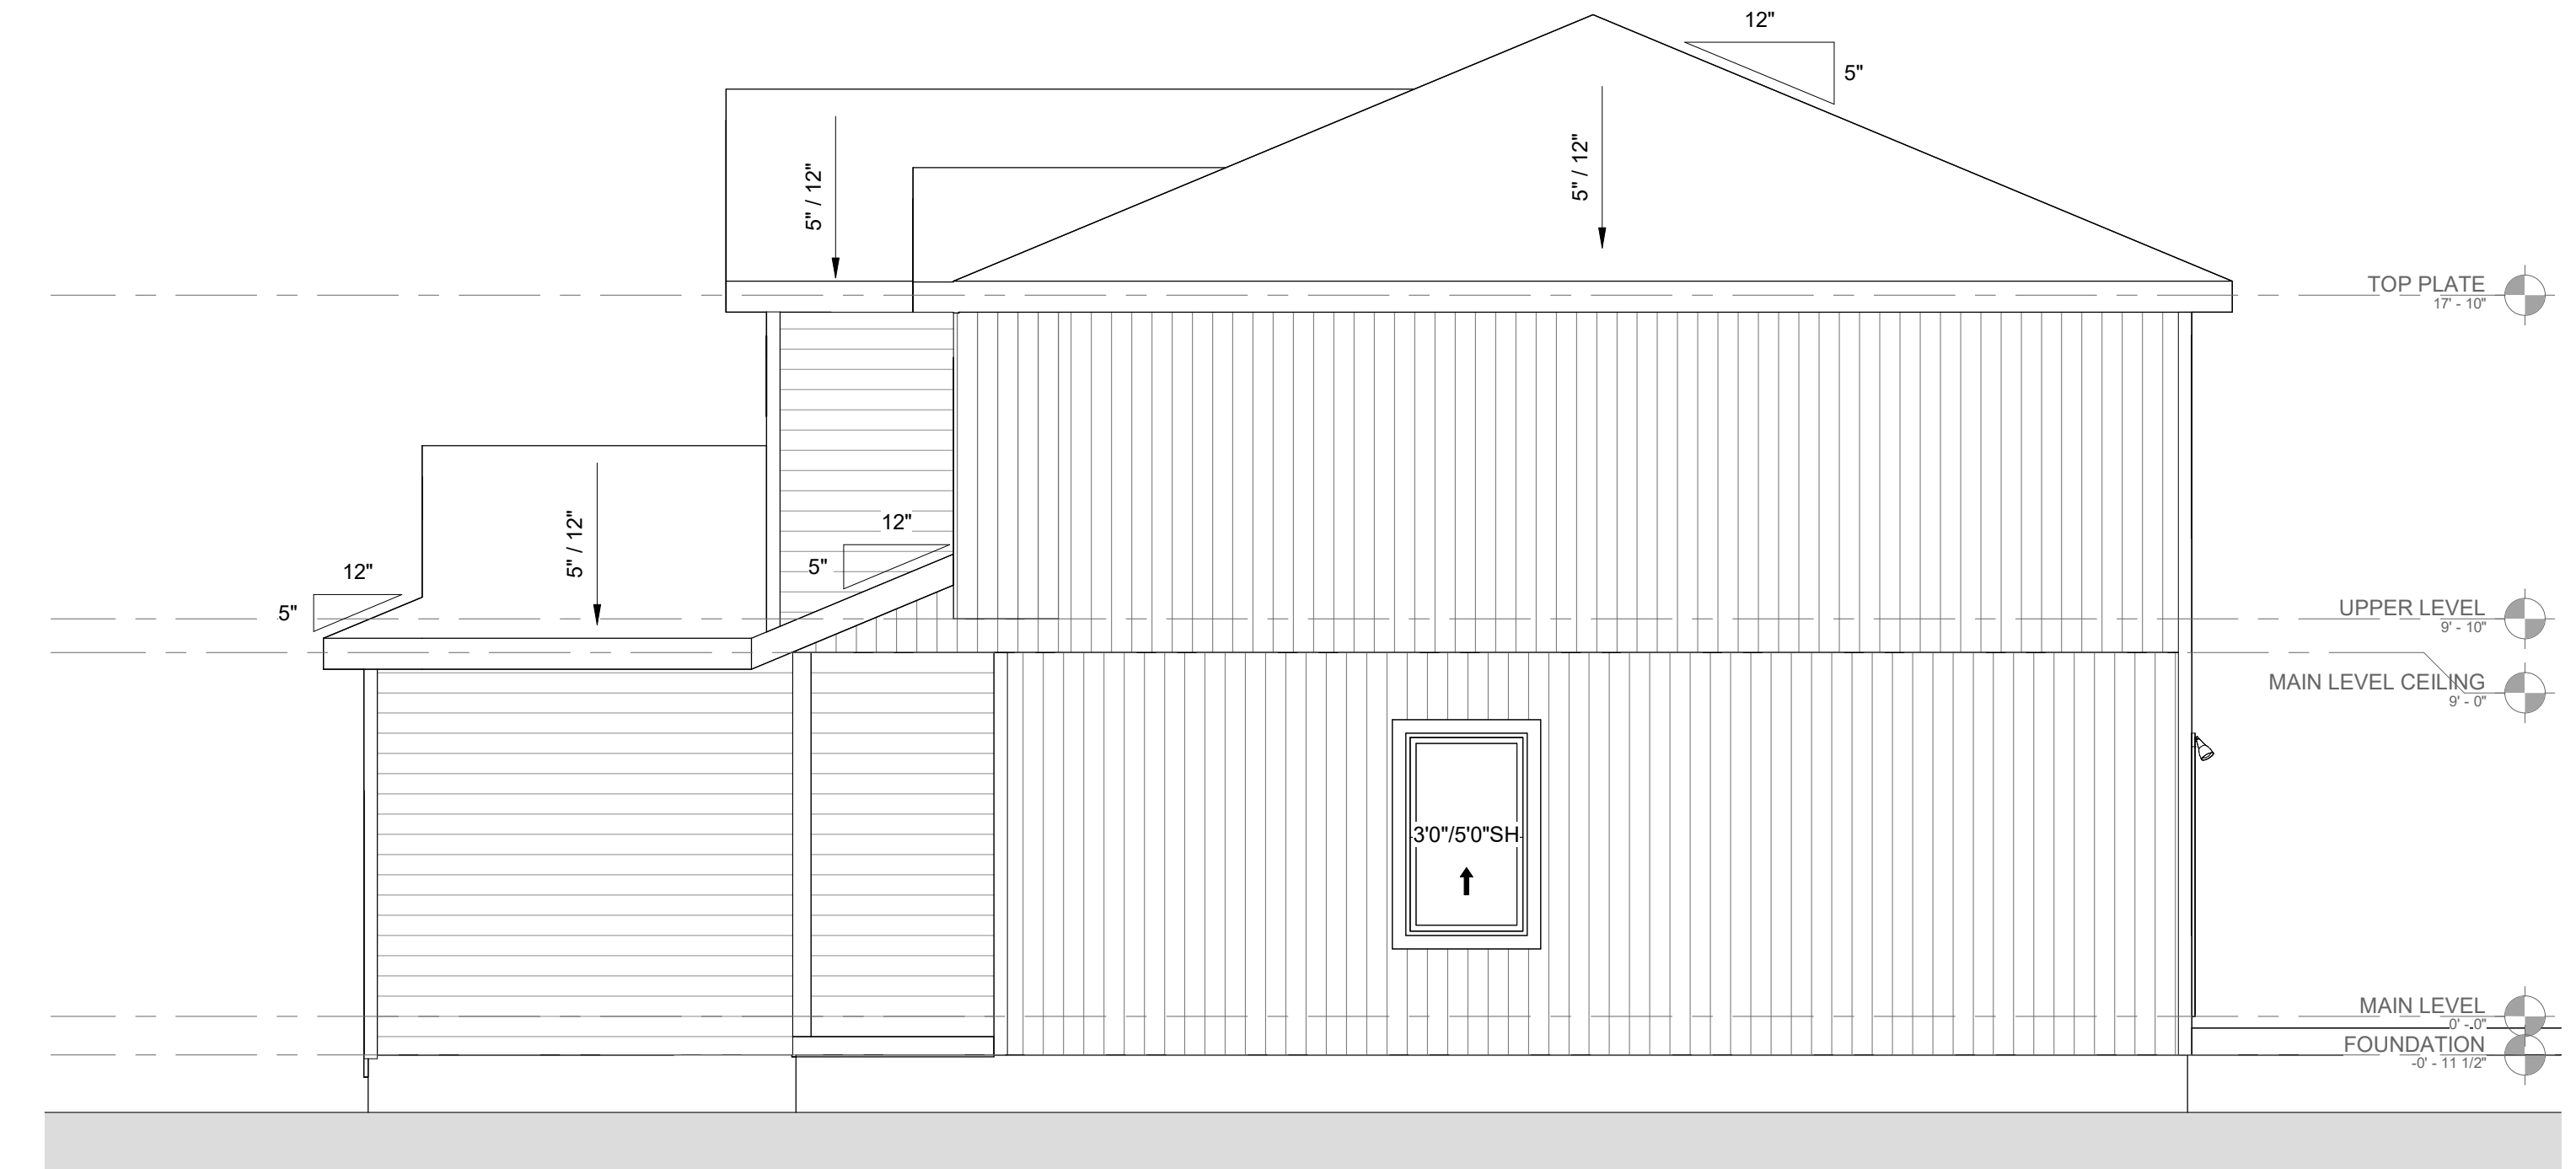 12"
5"
5" / 12"
5" / 12"
TOP PLATE
17' - 10"
12"
5"
5" / 12"
12"
5"
UPPER LEVEL
9' - 10"
MAIN LEVEL CEILING
9' - 0"
3'0"/5'0"SH
MAIN LEVEL
0' - 0"
FOUNDATION
-0' - 11 1/2"